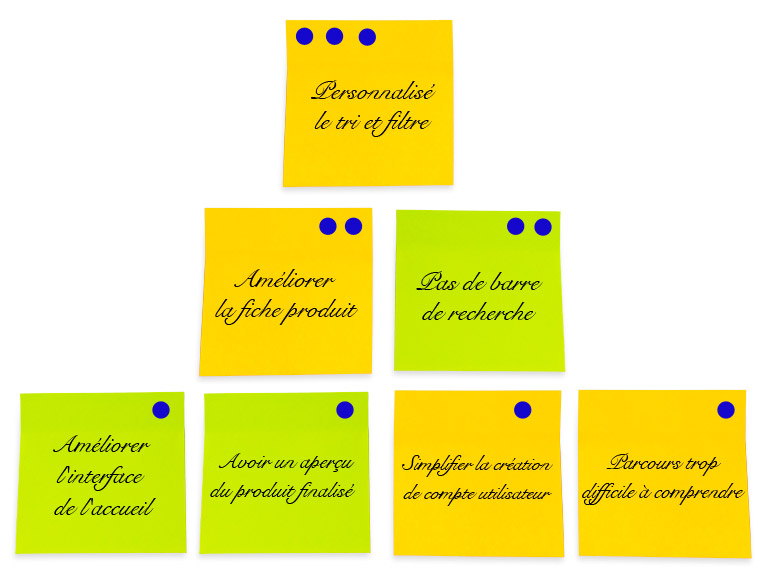 Personnalisé
le tri et filtre
Améliorer
la fiche produit
Pas de barre
de recherche
Améliorer
l'interface
de l'accueil
Avoir un aperçu
du produit finalisé
Simplifier la création
de compte utilisateur
Parcours trop
difficile à comprendre